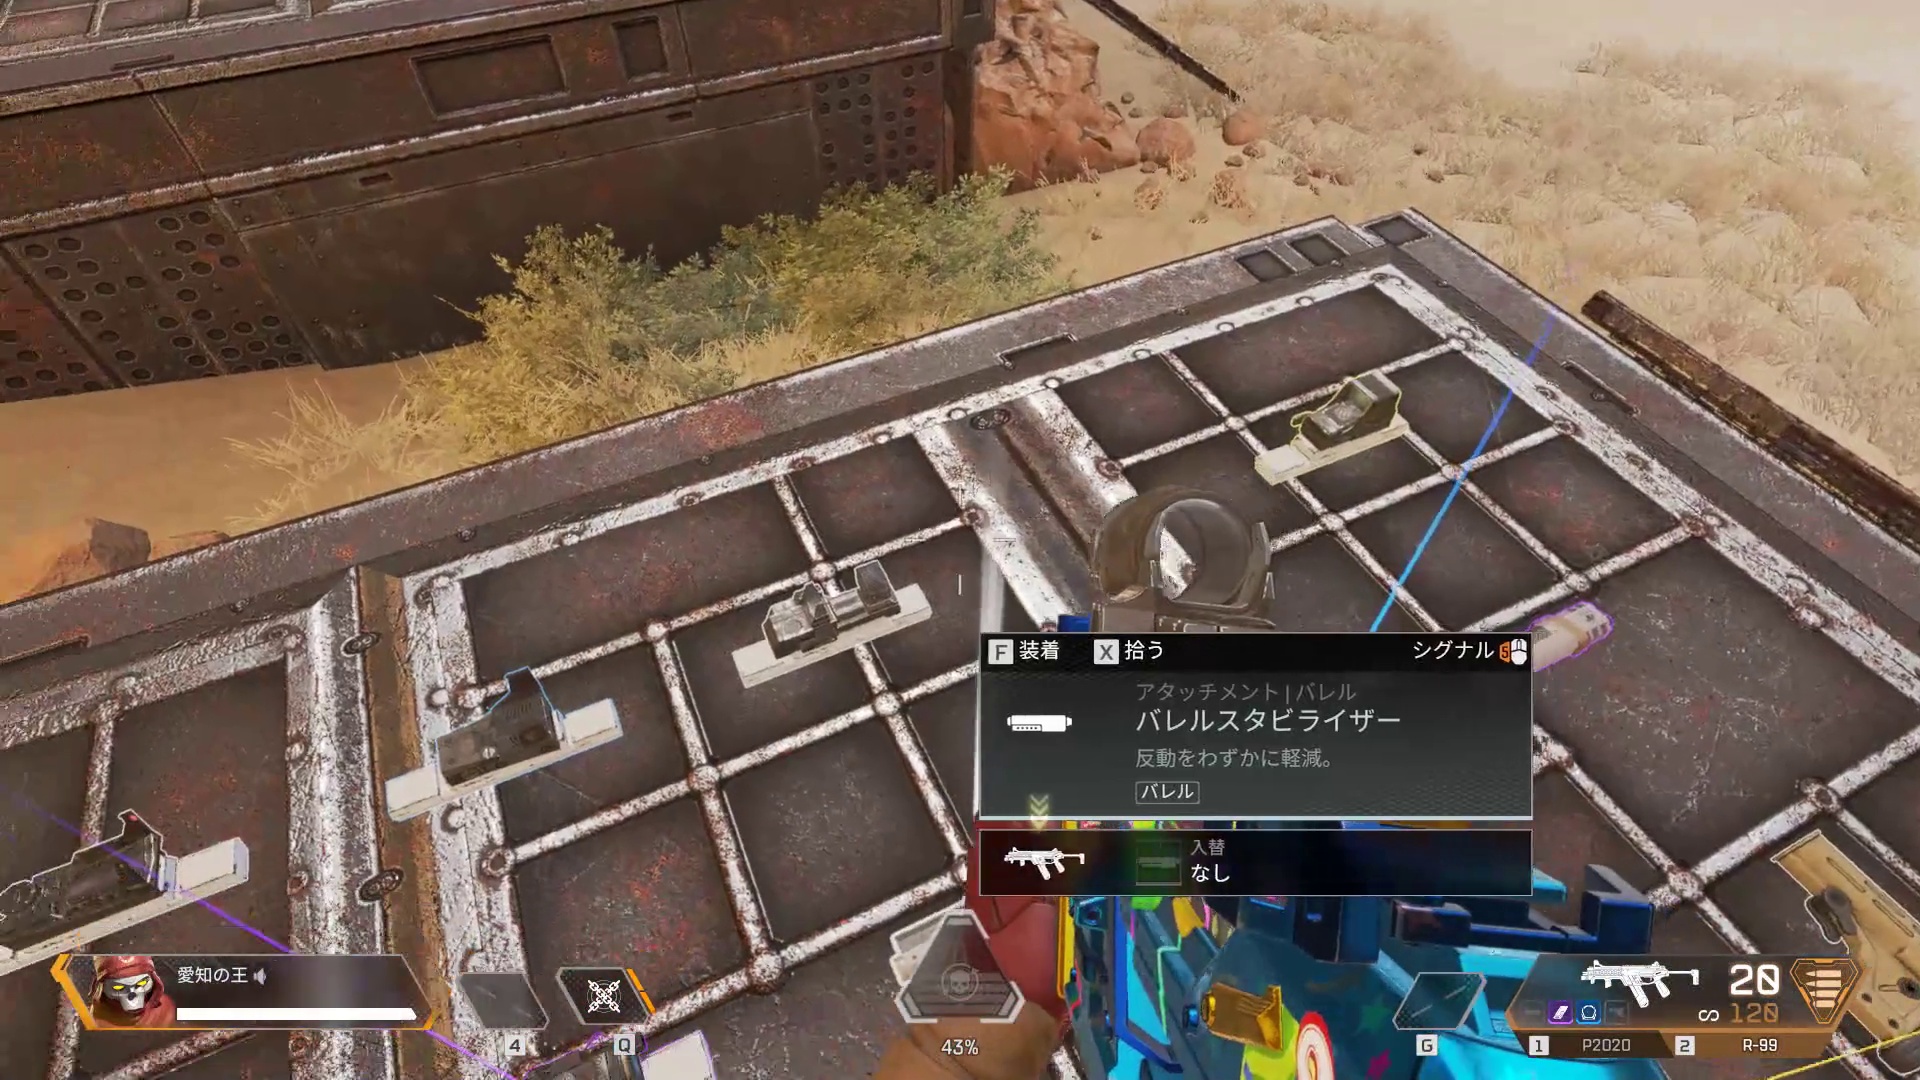 F 装着 X 拾う シグナル 5
アタッチメント | バレル
バレルスタビライザー
反動をわずかに軽減。
バレル
入替
なし
愛知の王
4 Q
43%
G
20
∞ 120
1 P2020 2 R-99